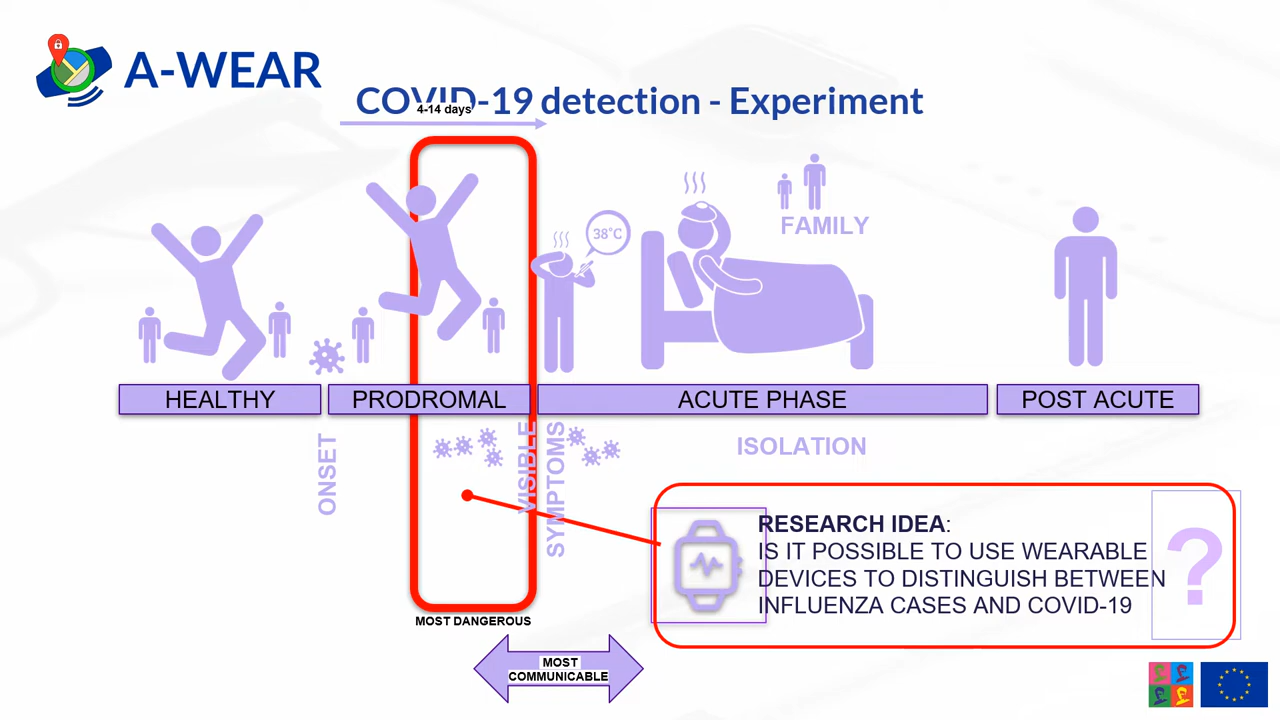 A-WEAR
COVID-19 detection - Experiment
4-14 days
38°C
FAMILY
HEALTHY
PRODROMAL
ACUTE PHASE
POST ACUTE
ONSET
VISIBLE
SYMPTOMS
ISOLATION
RESEARCH IDEA:
IS IT POSSIBLE TO USE WEARABLE
DEVICES TO DISTINGUISH BETWEEN
INFLUENZA CASES AND COVID-19
?
MOST DANGEROUS
MOST
COMMUNICABLE